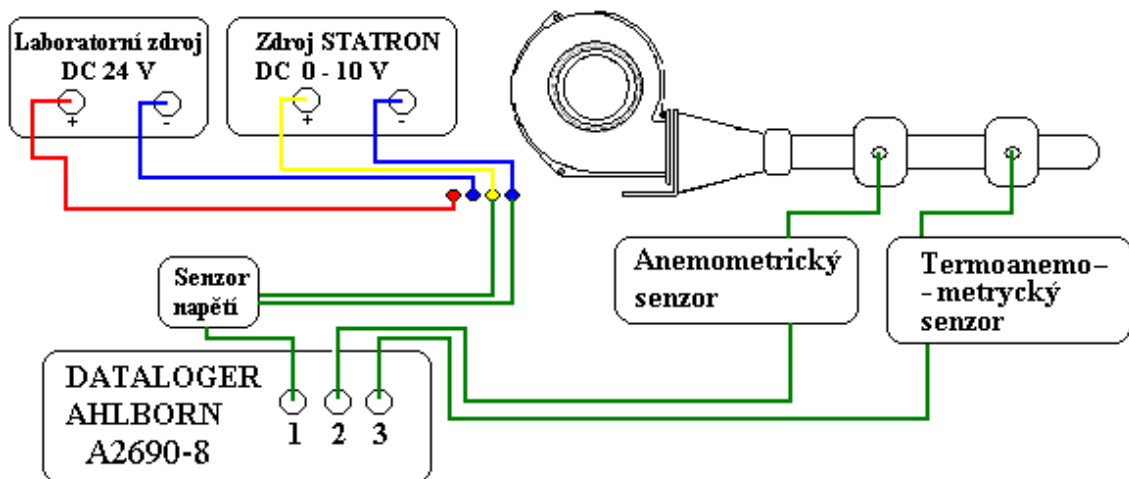 Laboratorní zdroj
DC 24 V
+ -
Zdroj STATRON
DC 0 - 10 V
+ -
Senzor
napětí
Anemometrický
senzor
Termoanemo-
-metrycký
senzor
DATALOGER
AHLBORN
A2690-8
1 2 3